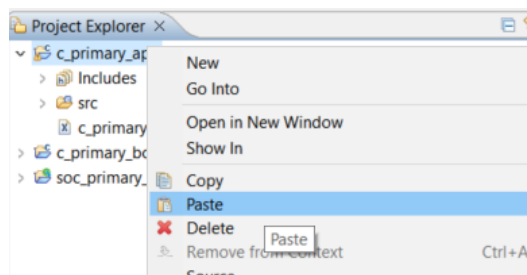 Project Explorer
c_primary_ap
New
Includes
Go Into
src
c_primary
Open in New Window
c_primary_bo
Show In
soc_primary_
Copy
Paste
Delete
Paste
Remove from Context
Ctrl+A
Source